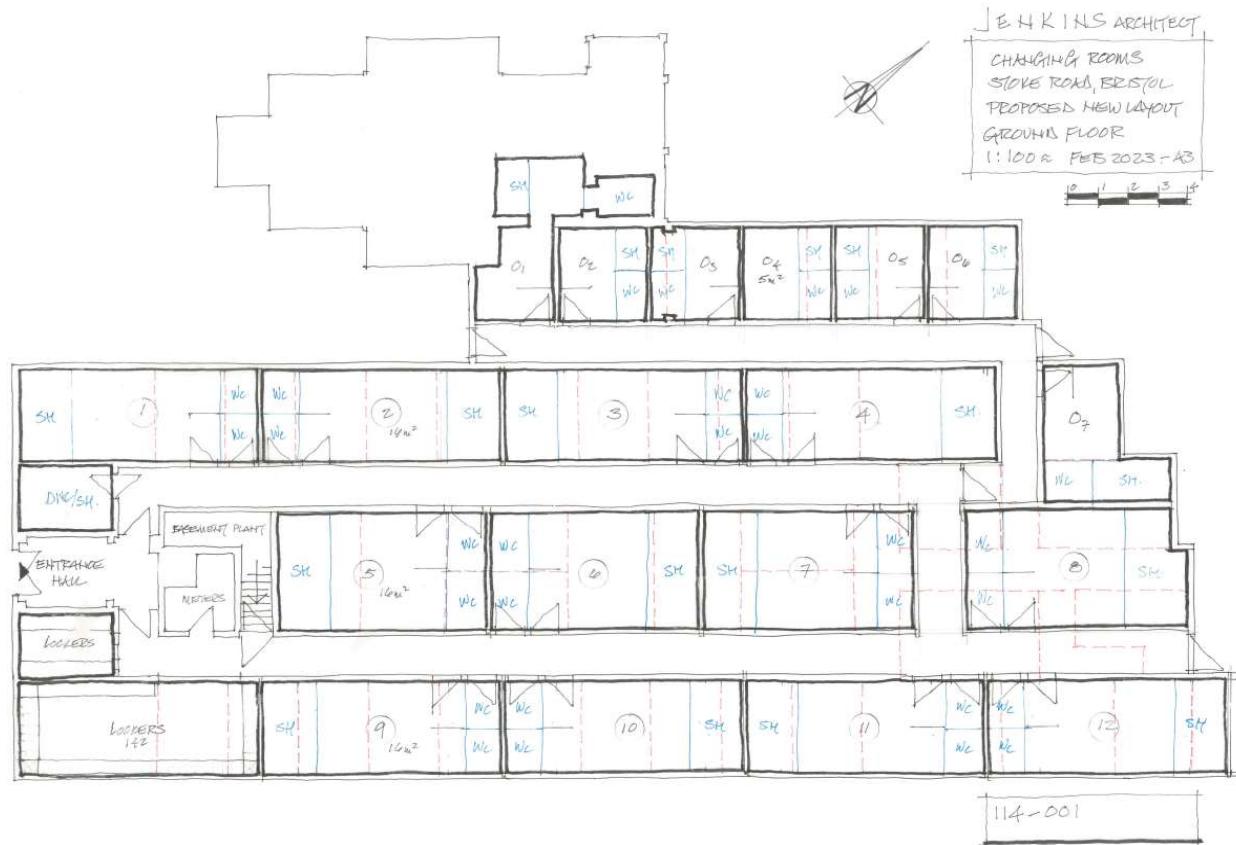 JENKINS ARCHITECT
CHANGING ROOMS
STOKE ROAD, BRISTOL
PROPOSED NEW LAYOUT
GROUND FLOOR
1:100 FEB 2023 - A3
0 1 2 3 4
SH
WC
O1
O2
SH
WC
SH
WC
O3
O4
5m²
SH
WC
SH
WC
O5
O6
SH
WC
SH
1
WC
WC
WC
WC
2
14m²
SH
SH
3
WC
WC
WC
WC
4
SH.
O7
WC
SH.
DWC/SH.
BASEMENT PLANT
ENTRANCE
HALL
METERS
SH
5
16m²
WC
WC
WC
WC
6
SH
SH
7
WC
WC
WC
WC
8
SH
LOCKERS
LOCKERS
142
SH
9
16m²
WC
WC
WC
WC
10
SH
SH
11
WC
WC
WC
WC
12
SH
114-001